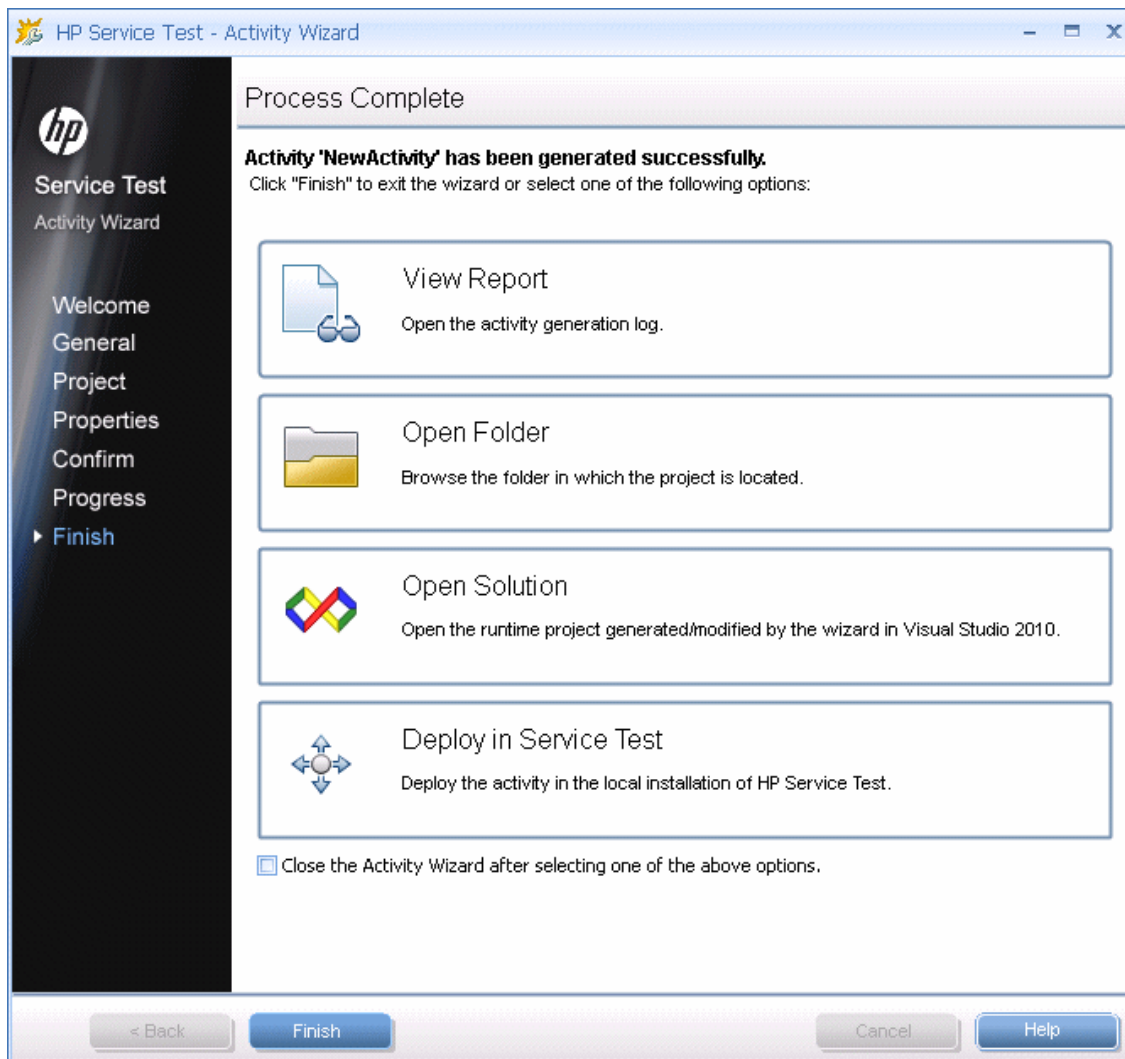 HP Service Test - Activity Wizard
hp
Service Test
Activity Wizard
Welcome
General
Project
Properties
Confirm
Progress
Finish
Process Complete
Activity 'NewActivity' has been generated successfully.
Click "Finish" to exit the wizard or select one of the following options:
View Report
Open the activity generation log.
Open Folder
Browse the folder in which the project is located.
Open Solution
Open the runtime project generated/modified by the wizard in Visual Studio 2010.
Deploy in Service Test
Deploy the activity in the local installation of HP Service Test.
Close the Activity Wizard after selecting one of the above options.
< Back
Finish
Cancel
Help